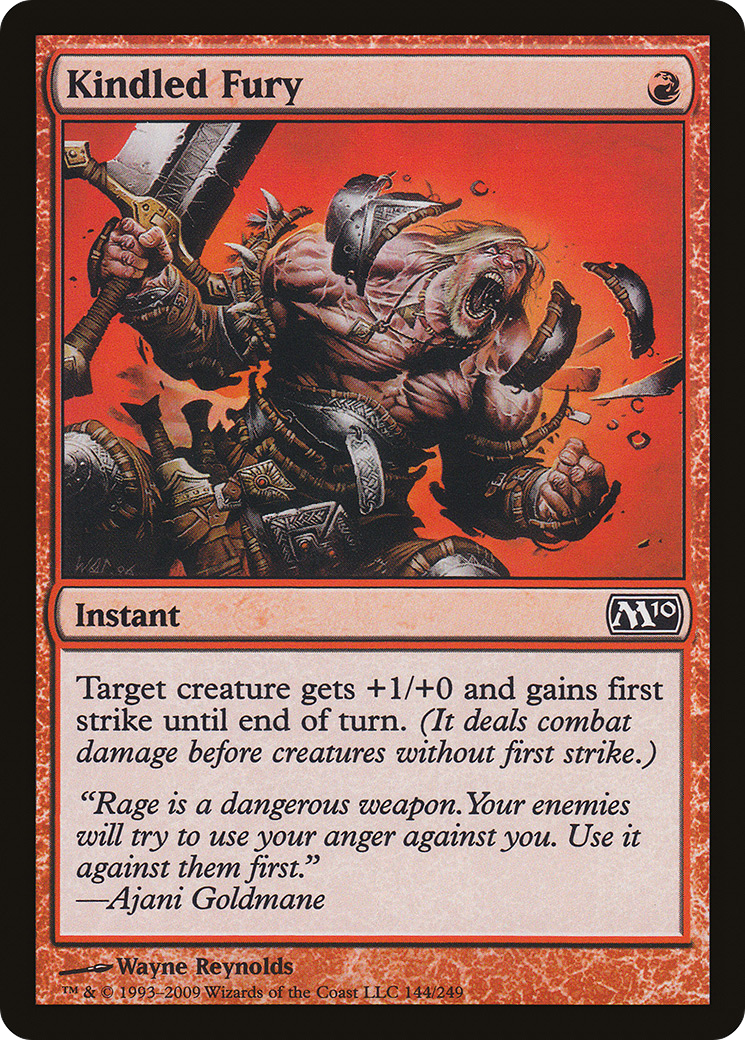 Kindled Fury
Instant
M10
Target creature gets +1/+0 and gains first
strike until end of turn. (It deals combat
damage before creatures without first strike.)
“Rage is a dangerous weapon. Your enemies
will try to use your anger against you. Use it
against them first.”
—Ajani Goldmane
Wayne Reynolds
™ & © 1993–2009 Wizards of the Coast LLC 144/249